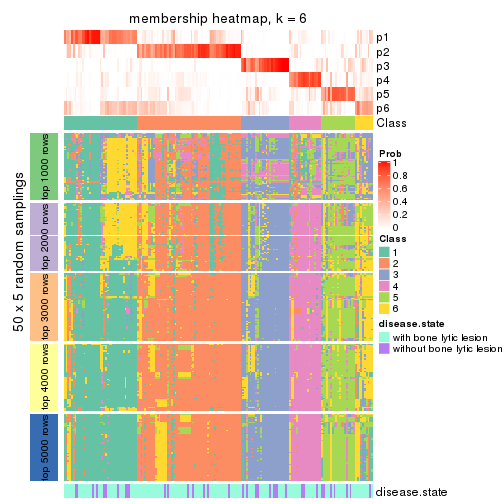 membership heatmap, k = 6
p1
p2
p3
p4
p5
p6
Class
50 x 5 random samplings
top 1000 rows
top 2000 rows
top 3000 rows
top 4000 rows
top 5000 rows
Prob
1
0.8
0.6
0.4
0.2
0
Class
1
2
3
4
5
6
disease.state
with bone lytic lesion
without bone lytic lesion
disease.state